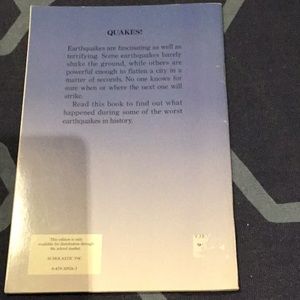 QUAKES!
Earthquakes are fascinating as well as
terrifying. Some earthquakes barely
shake the ground, while others are
powerful enough to flatten a city in a
matter of seconds. No one knows for
sure when or where the next one will
strike.
Read this book to find out what
happened during some of the worst
earthquakes in history.
This edition is only
available for distribution through
the school market.
SCHOLASTIC INC.